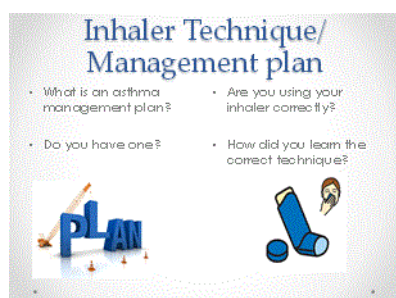 Inhaler Technique/
Management plan
• What is an asthma
management plan?
• Do you have one?
• Are you using your
inhaler correctly?
• How did you learn the
correct technique?
PLAN